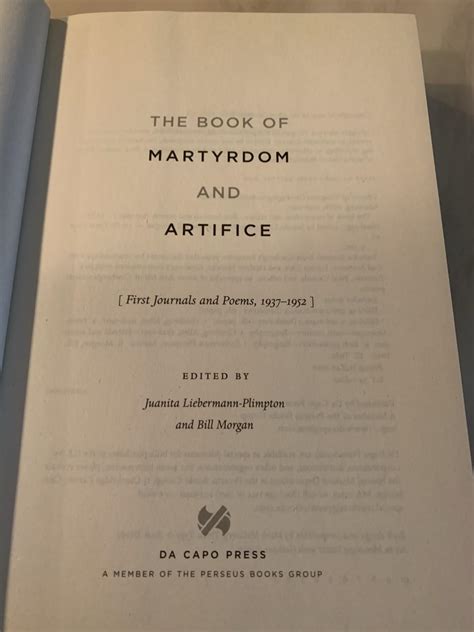 THE BOOK OF
MARTYRDOM
AND
ARTIFICE
[ First Journals and Poems, 1937–1952 ]
EDITED BY
Juanita Liebermann-Plimpton
and Bill Morgan
DA CAPO PRESS
A MEMBER OF THE PERSEUS BOOKS GROUP